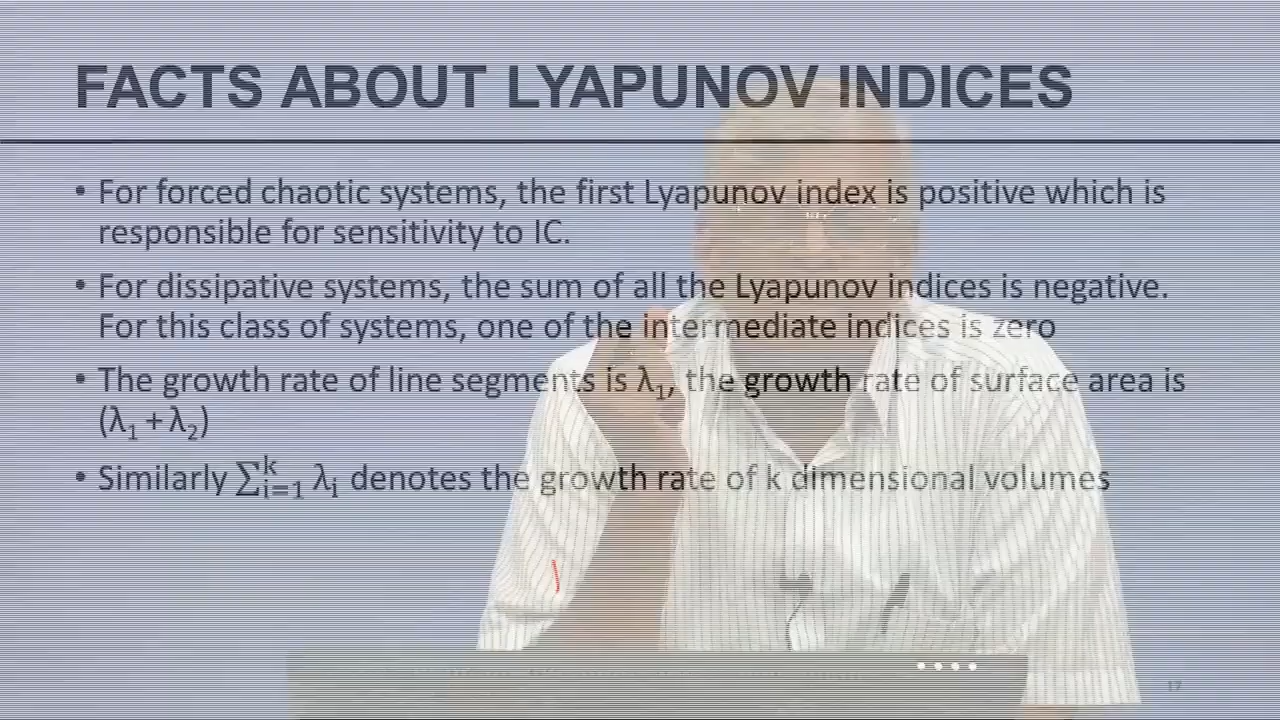 FACTS ABOUT LYAPUNOV INDICES
• For forced chaotic systems, the first Lyapunov index is positive which is
responsible for sensitivity to IC.
• For dissipative systems, the sum of all the Lyapunov indices is negative.
For this class of systems, one of the intermediate indices is zero
• The growth rate of line segments is λ₁, the growth rate of surface area is
(λ₁ + λ₂)
• Similarly ∑ᵢ₌₁ᵏ λᵢ denotes the growth rate of k dimensional volumes
17